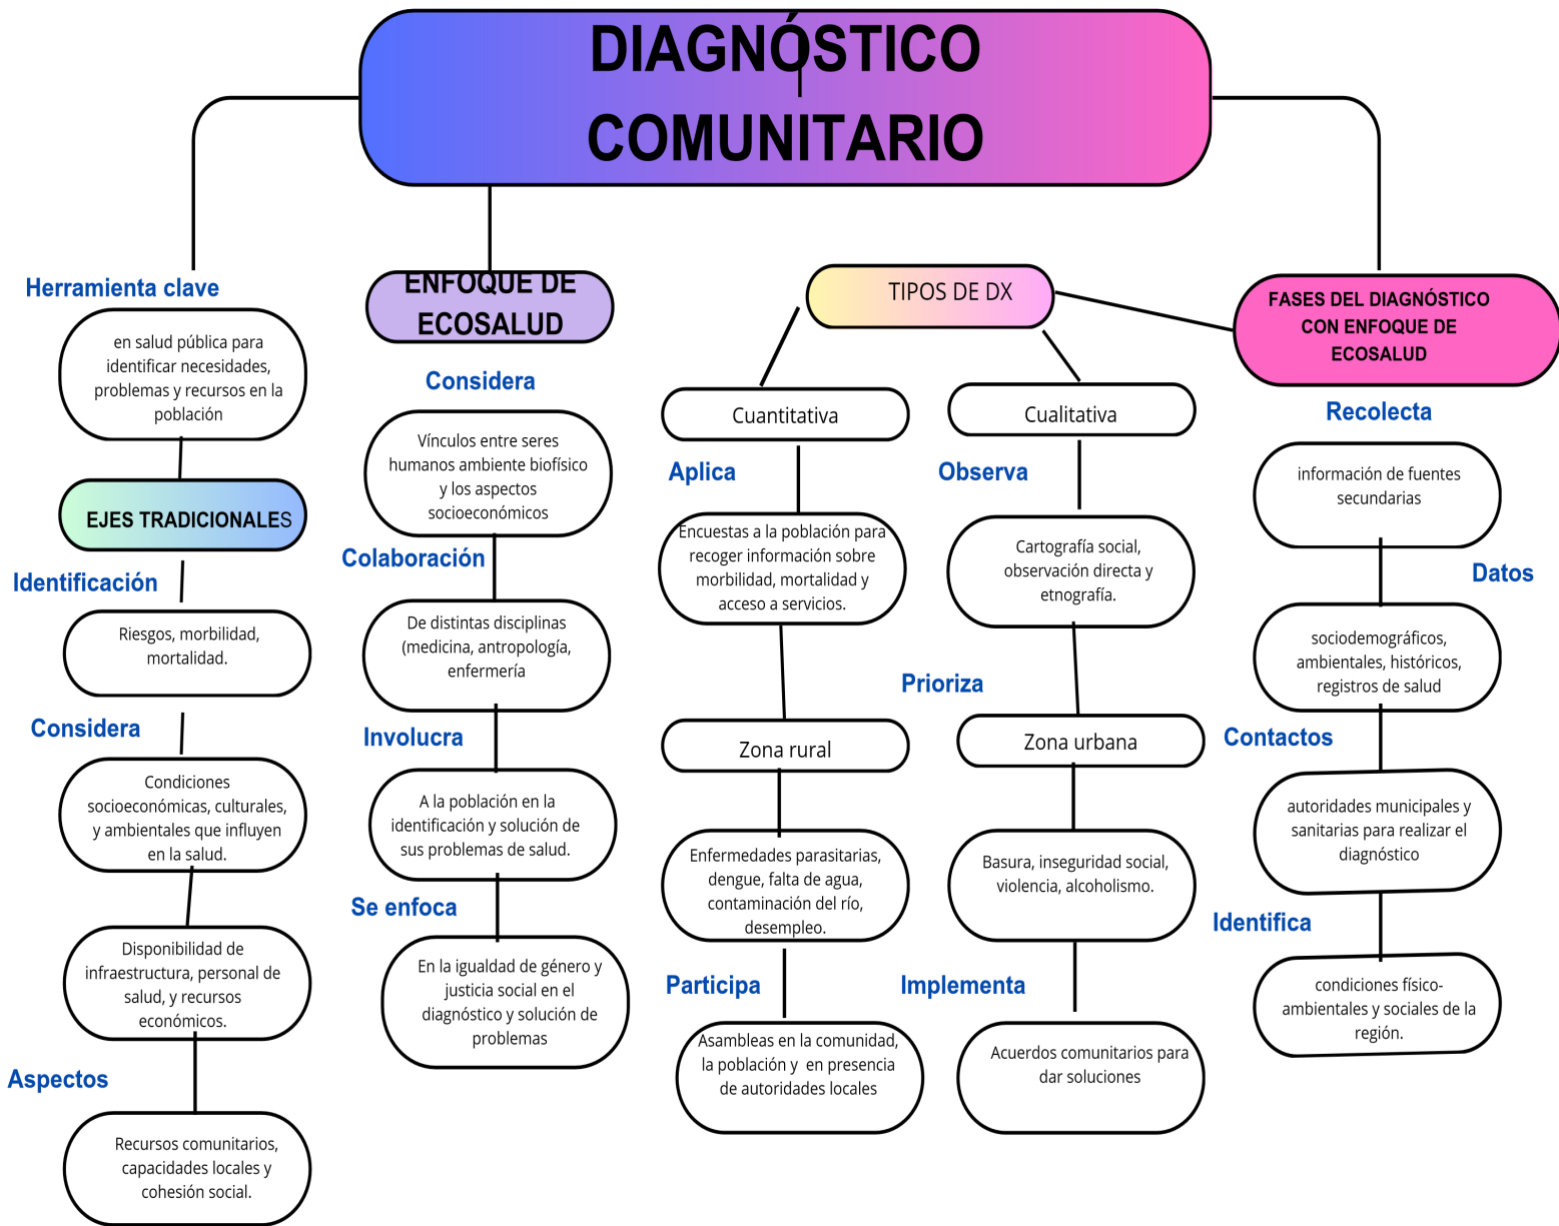 DIAGNÓSTICO
COMUNITARIO
Herramienta clave
en salud pública para
identificar necesidades,
problemas y recursos en la
población
EJES TRADICIONALES
Identificación
Riesgos, morbilidad,
mortalidad.
Considera
Condiciones
socioeconómicas, culturales,
y ambientales que influyen
en la salud.
Disponibilidad de
infraestructura, personal de
salud, y recursos
económicos.
Aspectos
Recursos comunitarios,
capacidades locales y
cohesión social.
ENFOQUE DE
ECOSALUD
Considera
Vínculos entre seres
humanos ambiente biofísico
y los aspectos
socioeconómicos
Colaboración
De distintas disciplinas
(medicina, antropología,
enfermería
Involucra
A la población en la
identificación y solución de
sus problemas de salud.
Se enfoca
En la igualdad de género y
justicia social en el
diagnóstico y solución de
problemas
TIPOS DE DX
Cuantitativa
Aplica
Encuestas a la población para
recoger información sobre
morbilidad, mortalidad y
acceso a servicios.
Zona rural
Enfermedades parasitarias,
dengue, falta de agua,
contaminación del río,
desempleo.
Participa
Asambleas en la comunidad,
la población y en presencia
de autoridades locales
Cualitativa
Observa
Cartografía social,
observación directa y
etnografía.
Prioriza
Zona urbana
Basura, inseguridad social,
violencia, alcoholismo.
Implementa
Acuerdos comunitarios para
dar soluciones
FASES DEL DIAGNÓSTICO
CON ENFOQUE DE
ECOSALUD
Recolecta
información de fuentes
secundarias
Datos
sociodemográficos,
ambientales, históricos,
registros de salud
Contactos
autoridades municipales y
sanitarias para realizar el
diagnóstico
Identifica
condiciones físico-
ambientales y sociales de la
región.